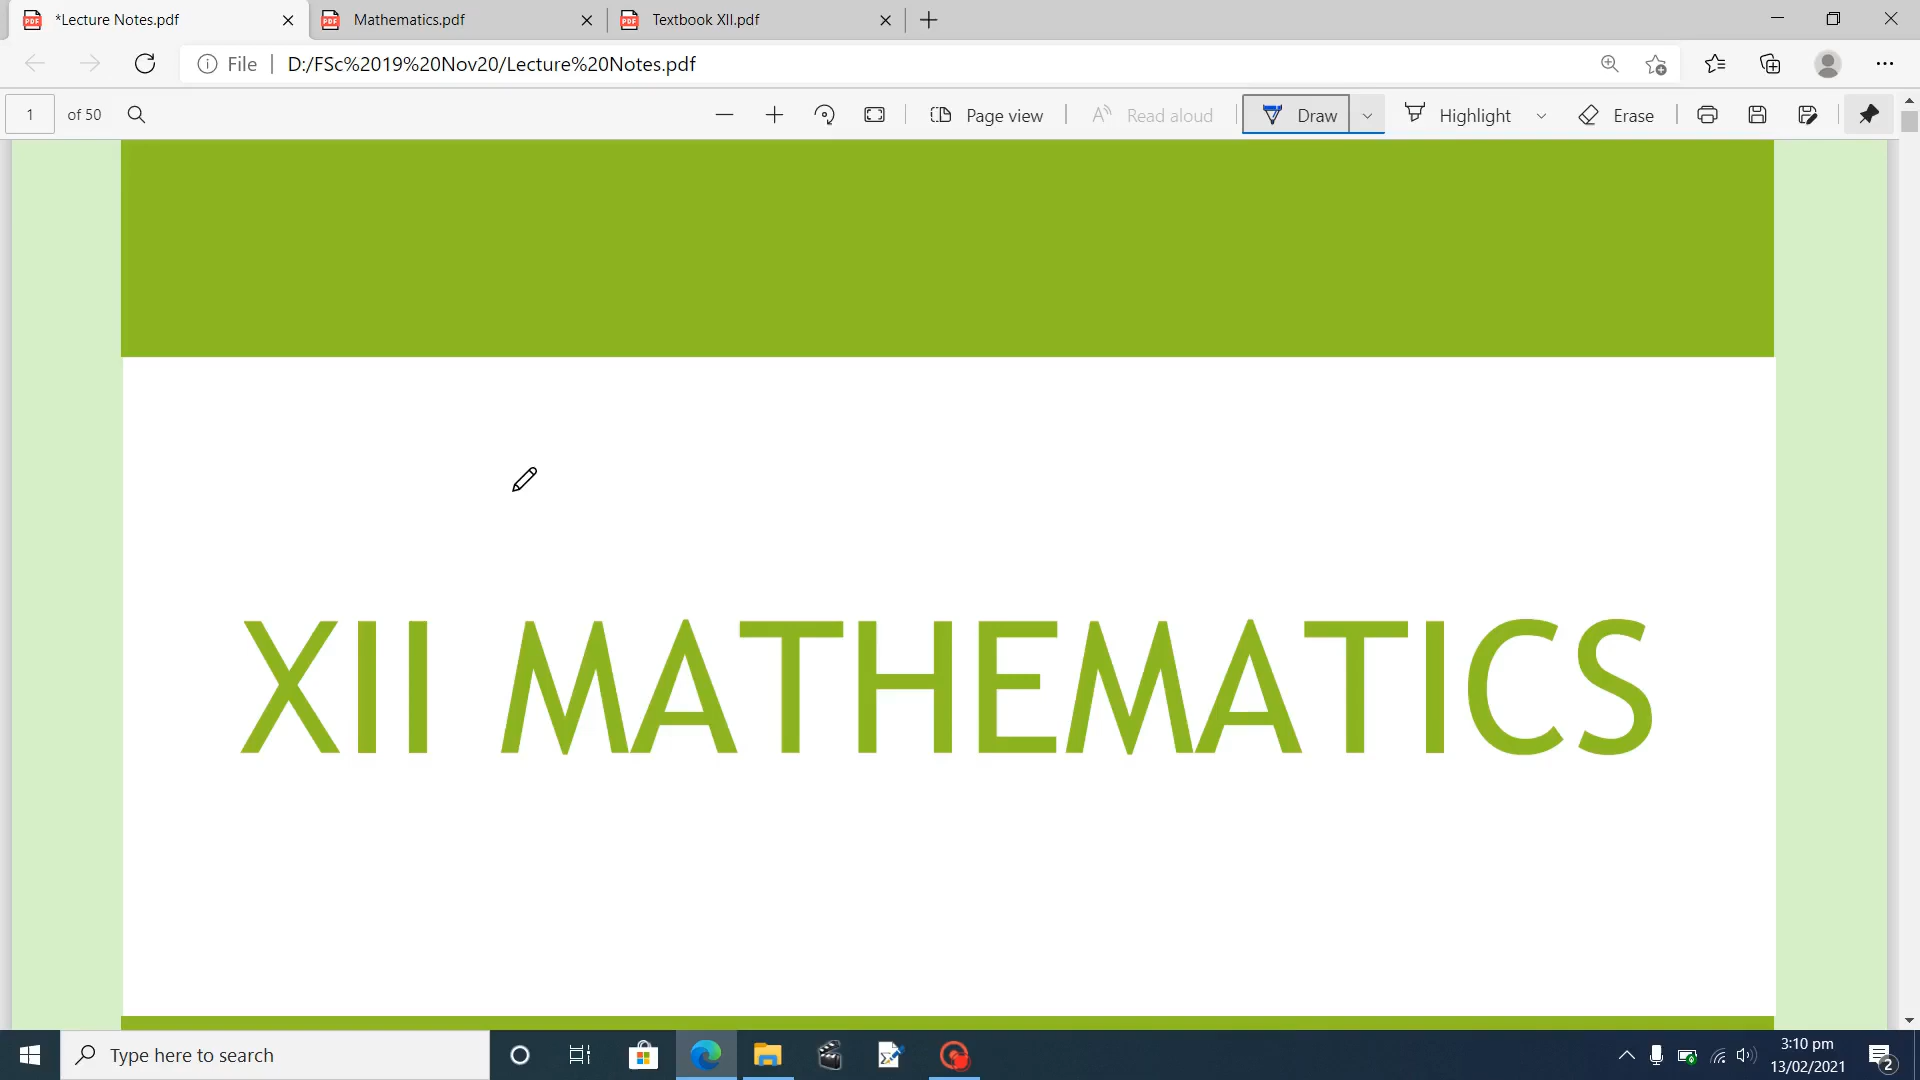 *Lecture Notes.pdf
Mathematics.pdf
Textbook XII.pdf
File
D:/FSc%2019%20Nov20/Lecture%20Notes.pdf
1 of 50
Page view
Read aloud
Draw
Highlight
Erase
XII MATHEMATICS
Type here to search
3:10 pm
13/02/2021
2